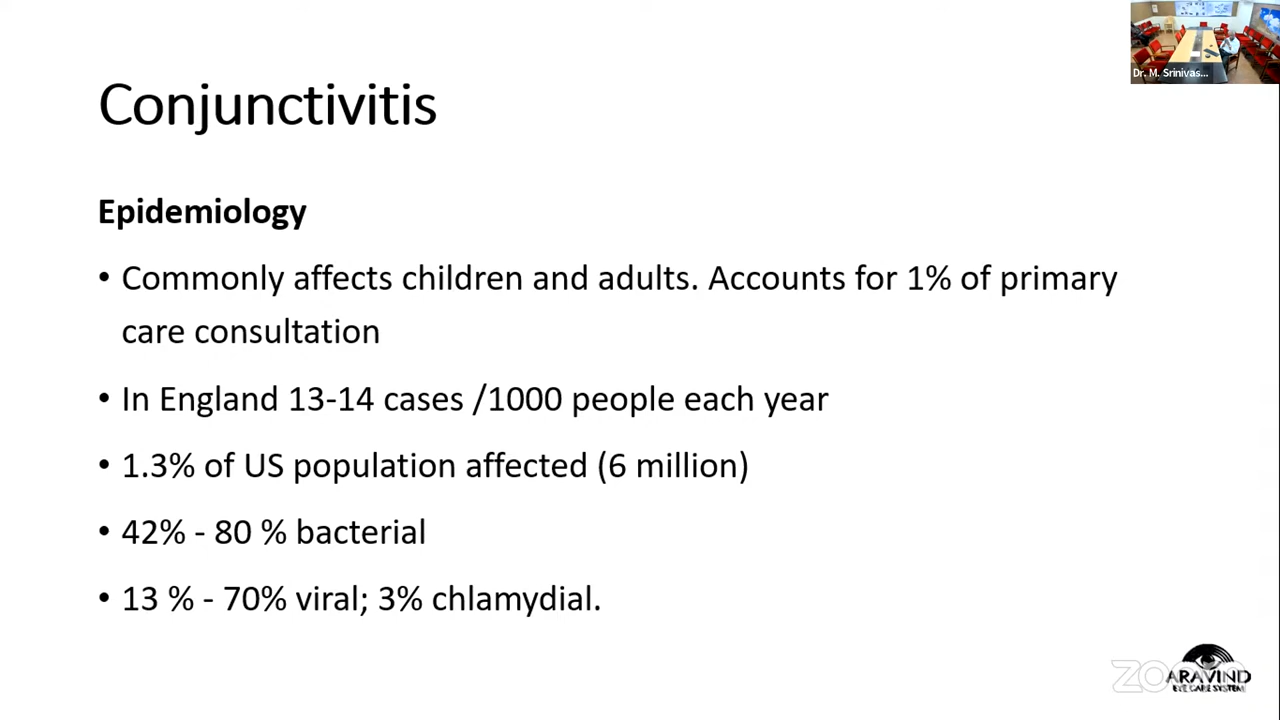 Dr. M. Srinivas...
Conjunctivitis
Epidemiology
• Commonly affects children and adults. Accounts for 1% of primary
care consultation
• In England 13-14 cases /1000 people each year
• 1.3% of US population affected (6 million)
• 42% - 80 % bacterial
• 13 % - 70% viral; 3% chlamydial.
zoom
ARAVIND
EYE CARE SYSTEM